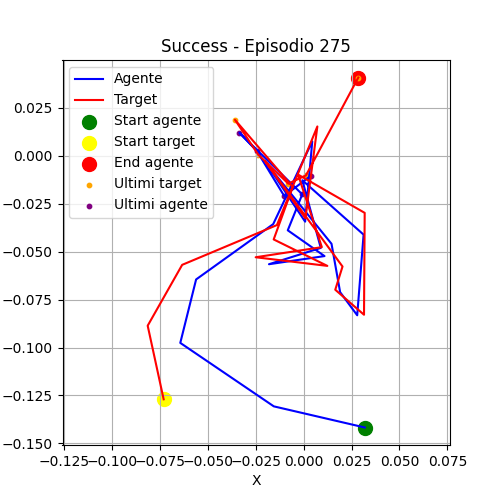 Success - Episodio 275
Agente
Target
Start agente
Start target
End agente
Ultimi target
Ultimi agente
0.025
0.000
−0.025
−0.050
−0.075
−0.100
−0.125
−0.150
−0.125 −0.100 −0.075 −0.050 −0.025 0.000 0.025 0.050 0.075
X